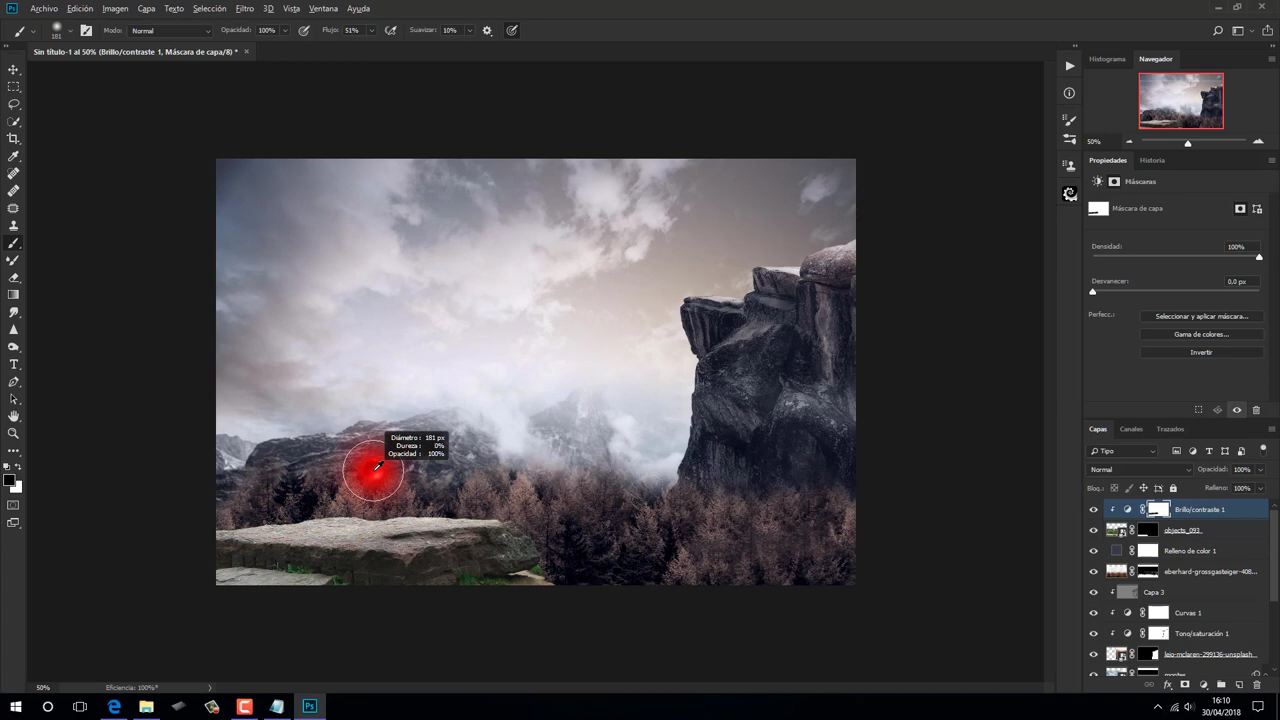 Ps Archivo Edición Imagen Capa Texto Selección Filtro 3D Vista Ventana Ayuda
181 Modo: Normal Opacidad: 100% Flujo: 51% Suavizar: 10%
Sin título-1 al 50% (Brillo/contraste 1, Máscara de capa/8) * ×
Histograma Navegador
50%
Propiedades Historia
Máscaras
Máscara de capa
Densidad: 100%
Desvanecer: 0,0 px
Perfecc.: Seleccionar y aplicar máscara...
Gama de colores...
Invertir
Diámetro : 181 px
Dureza : 0%
Opacidad : 100%
Capas Canales Trazados
Tipo
Normal Opacidad: 100%
Bloq.: Relleno: 100%
Brillo/contraste 1
objects_093_
Relleno de color 1
eberhard-grossgasteiger-408...
Capa 3
Curvas 1
Tono/saturación 1
leio-mclaren-299136-unsplash
montes
50% Eficiencia: 100%*
Ps
16:10
30/04/2018